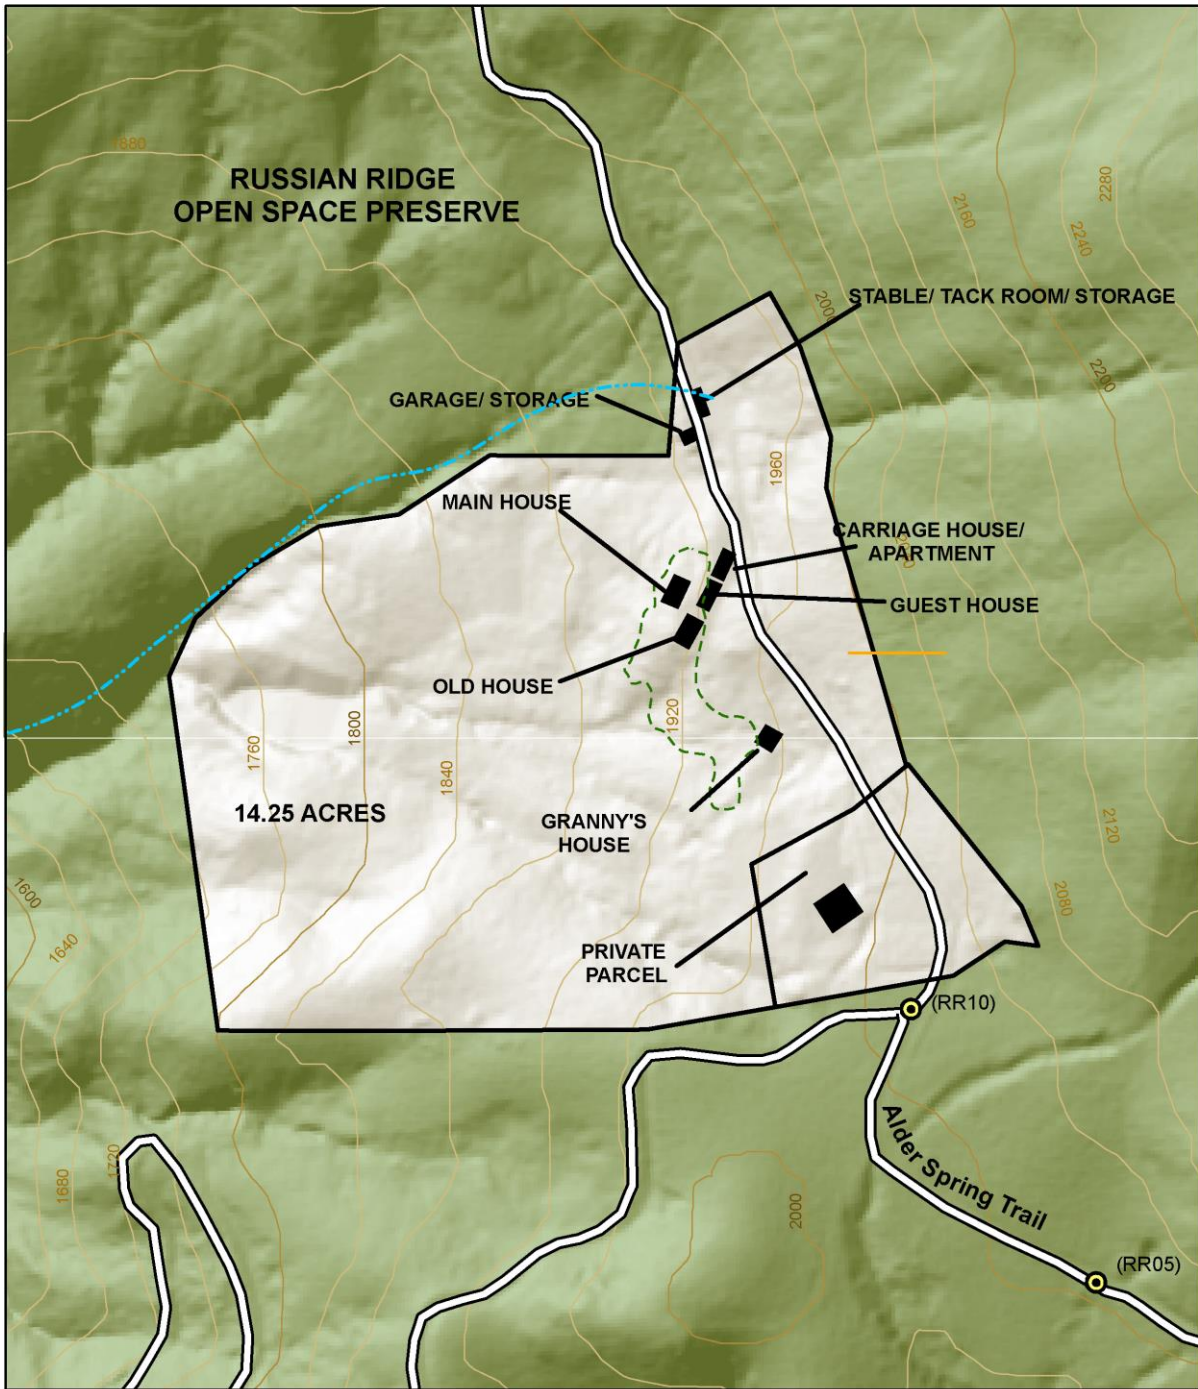 1880
RUSSIAN RIDGE
OPEN SPACE PRESERVE
2280
2160
2240
STABLE/ TACK ROOM/ STORAGE
2200
GARAGE/ STORAGE
1960
MAIN HOUSE
CARRIAGE HOUSE/
APARTMENT
GUEST HOUSE
OLD HOUSE
1920
1800
1760
1840
14.25 ACRES
GRANNY'S
HOUSE
2120
1600
1640
2080
PRIVATE
PARCEL
(RR10)
Alder Spring Trail
1720
1680
2000
(RR05)